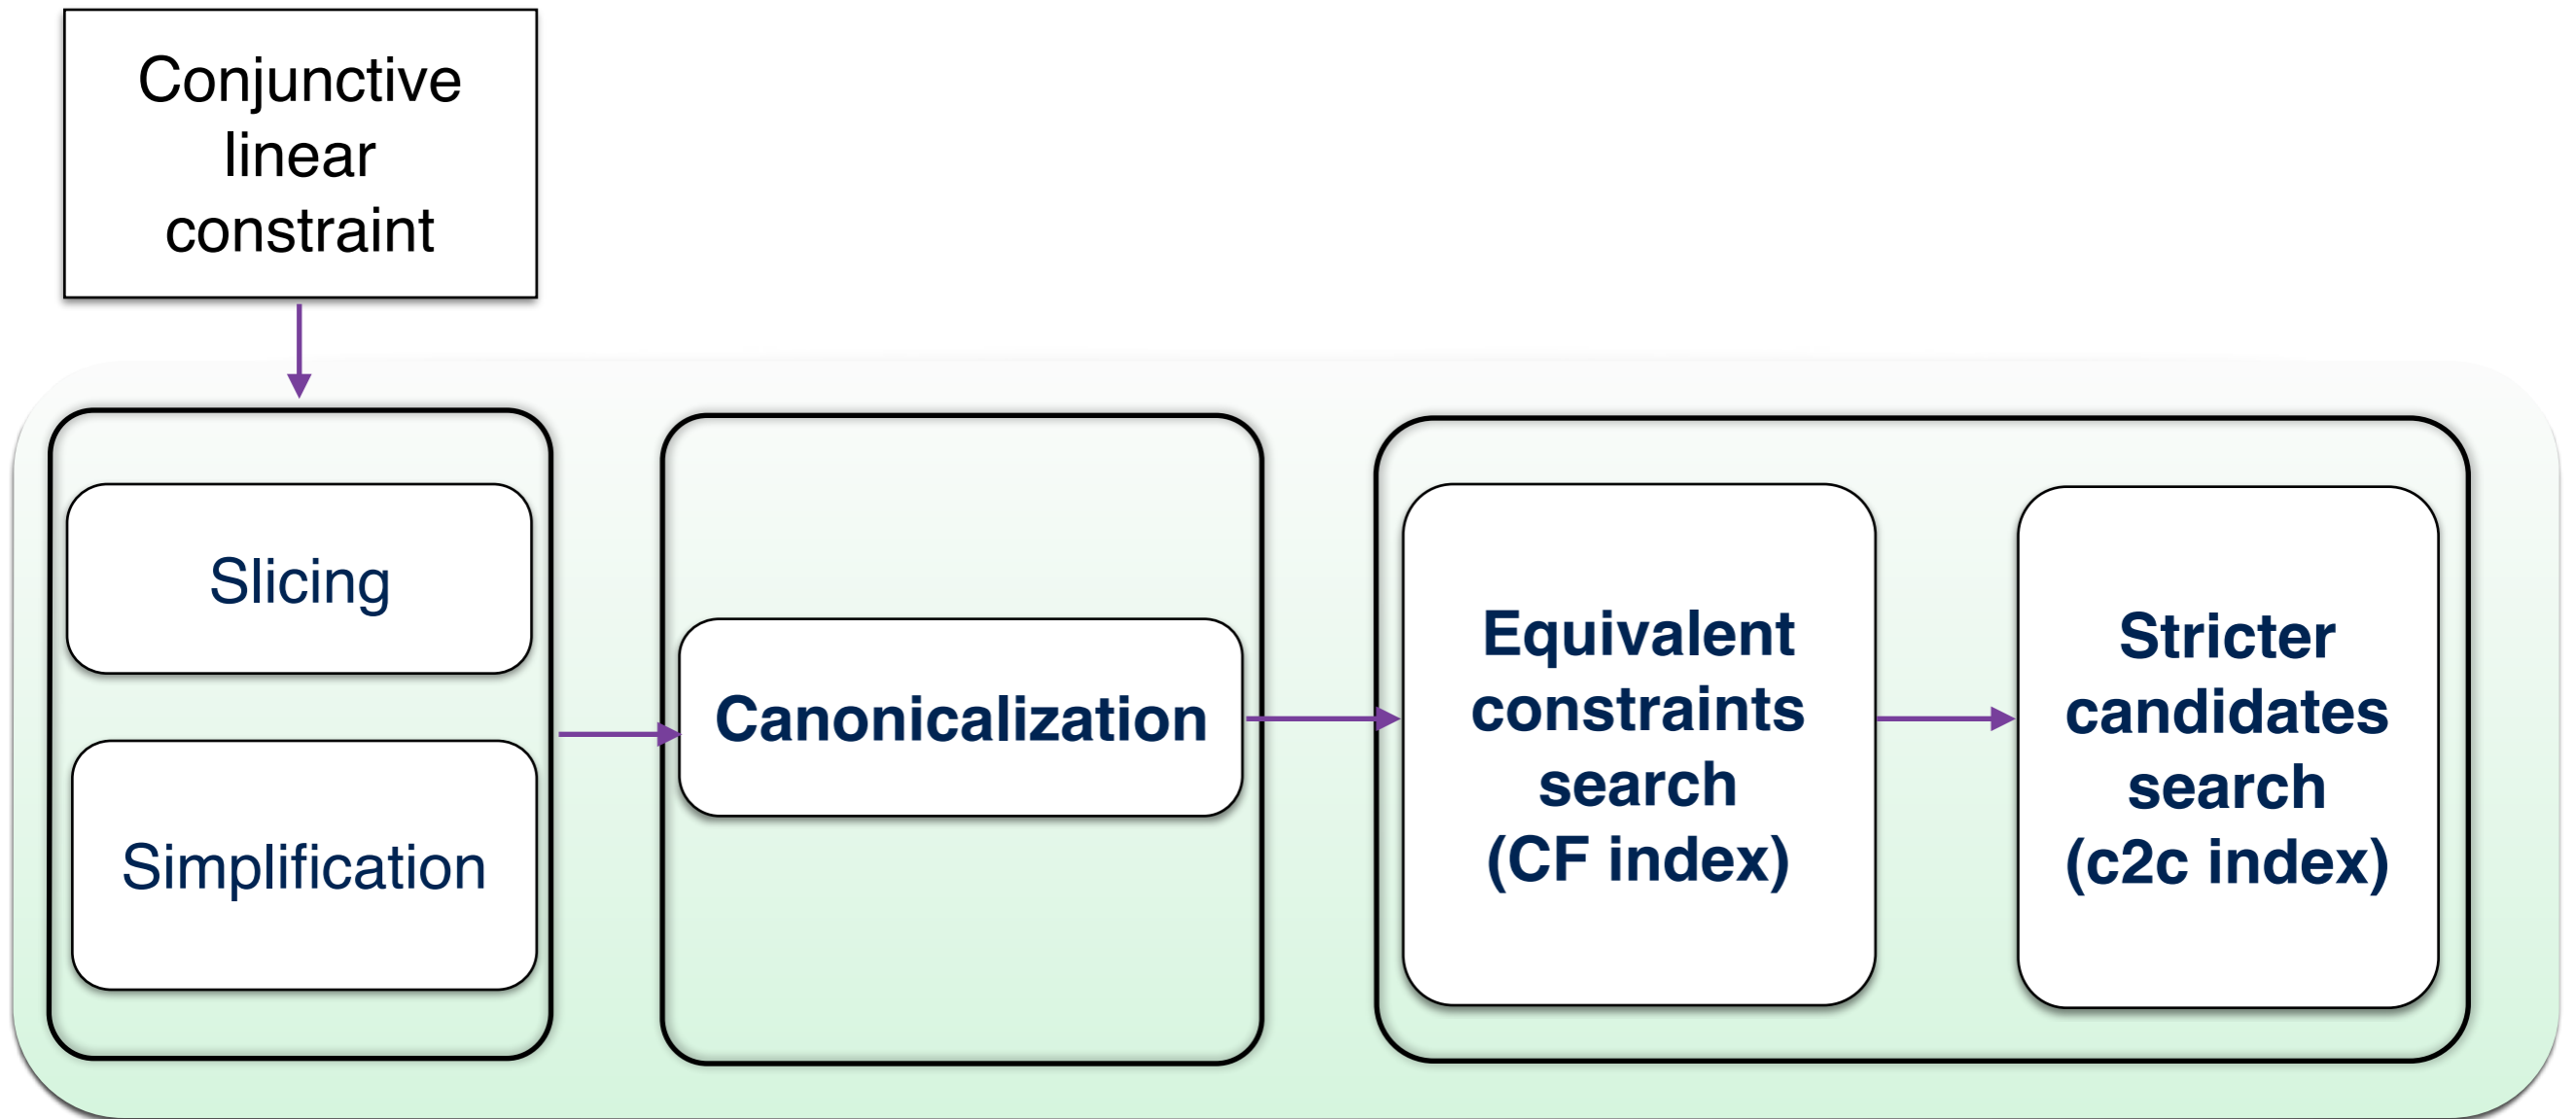 Conjunctive
linear
constraint
Slicing
Simplification
Canonicalization
Equivalent
constraints
search
(CF index)
Stricter
candidates
search
(c2c index)